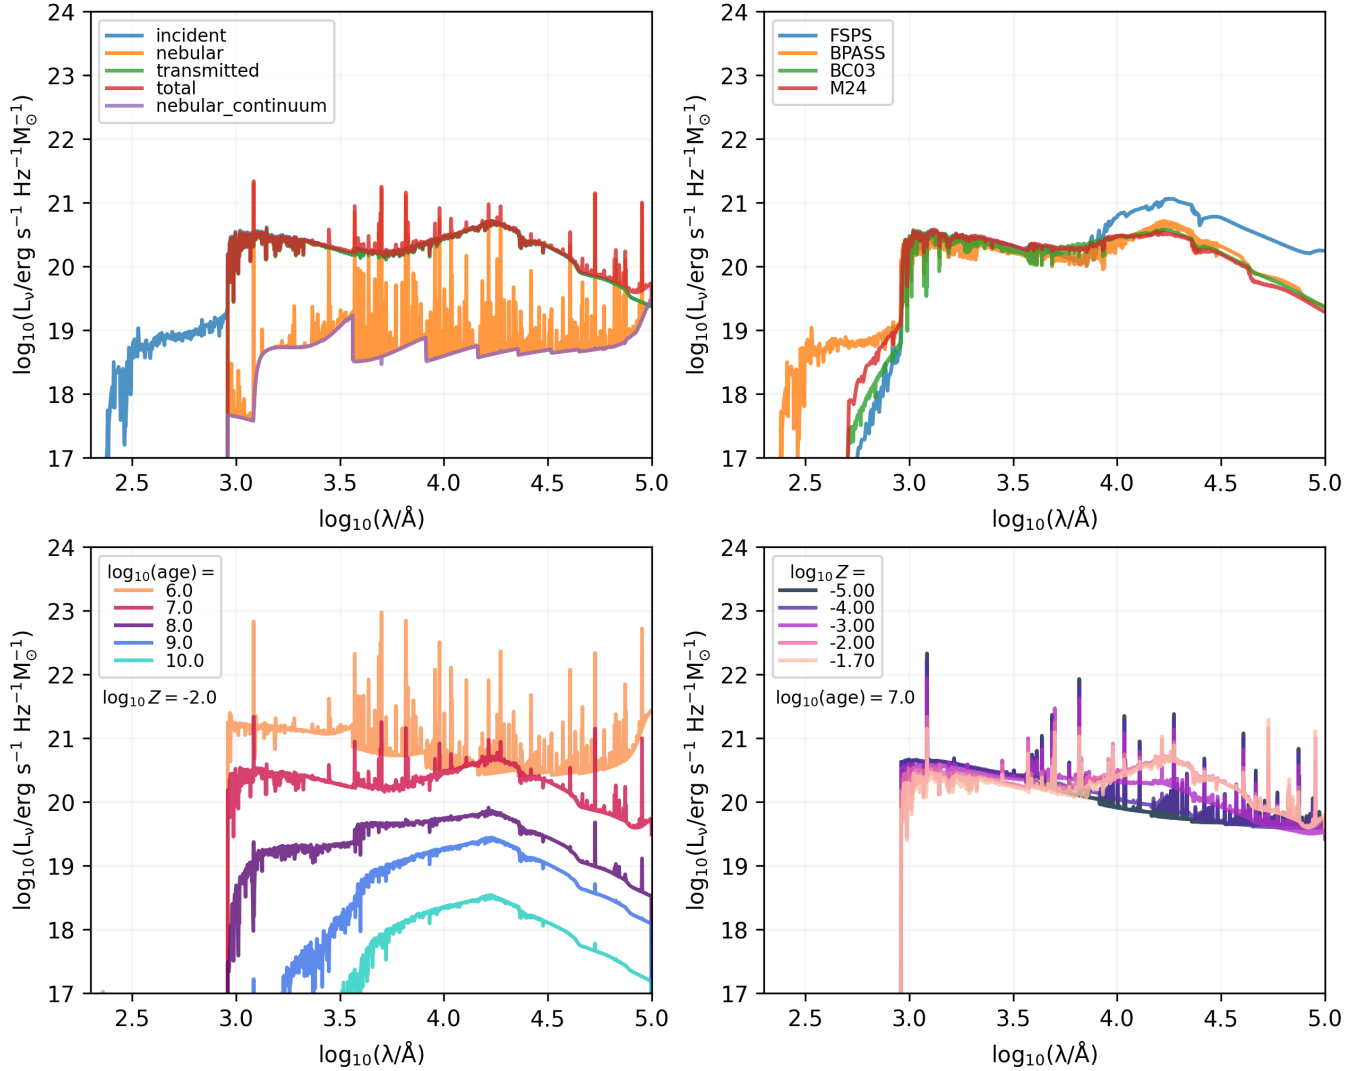 24
23
22
21
20
19
18
17
log₁₀(Lᵥ/erg s⁻¹ Hz⁻¹M⊙⁻¹)
incident
nebular
transmitted
total
nebular_continuum
2.5 3.0 3.5 4.0 4.5 5.0
log₁₀(λ/Å)
24
23
22
21
20
19
18
17
log₁₀(Lᵥ/erg s⁻¹ Hz⁻¹M⊙⁻¹)
FSPS
BPASS
BC03
M24
2.5 3.0 3.5 4.0 4.5 5.0
log₁₀(λ/Å)
24
23
22
21
20
19
18
17
log₁₀(Lᵥ/erg s⁻¹ Hz⁻¹M⊙⁻¹)
log₁₀(age) =
6.0
7.0
8.0
9.0
10.0
log₁₀ Z = -2.0
2.5 3.0 3.5 4.0 4.5 5.0
log₁₀(λ/Å)
24
23
22
21
20
19
18
17
log₁₀(Lᵥ/erg s⁻¹ Hz⁻¹M⊙⁻¹)
log₁₀ Z =
-5.00
-4.00
-3.00
-2.00
-1.70
log₁₀(age) = 7.0
2.5 3.0 3.5 4.0 4.5 5.0
log₁₀(λ/Å)